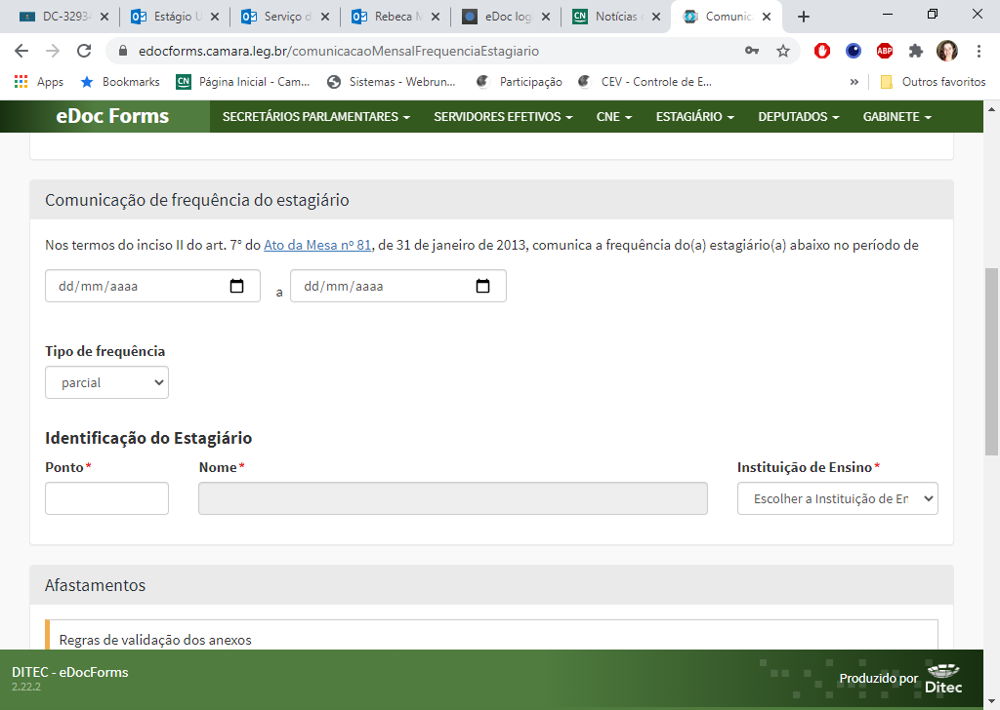 DC-3293
Estágio U
Serviço d
Rebeca M
eDoc log
CN Notícias
Comunic
edocforms.camara.leg.br/comunicacaoMensalFrequenciaEstagiario
ABP
Apps
Bookmarks
CN Página Inicial - Cam...
Sistemas - Webrun...
Participação
CEV - Controle de E...
»
Outros favoritos
eDoc Forms
SECRETÁRIOS PARLAMENTARES
SERVIDORES EFETIVOS
CNE
ESTAGIÁRIO
DEPUTADOS
GABINETE
Comunicação de frequência do estagiário
Nos termos do inciso II do art. 7° do Ato da Mesa nº 81, de 31 de janeiro de 2013, comunica a frequência do(a) estagiário(a) abaixo no período de
dd/mm/aaaa a dd/mm/aaaa
Tipo de frequência
parcial
Identificação do Estagiário
Ponto* Nome* Instituição de Ensino*
Escolher a Instituição de Er
Afastamentos
Regras de validação dos anexos
DITEC - eDocForms
2.22.2
Produzido por
Ditec